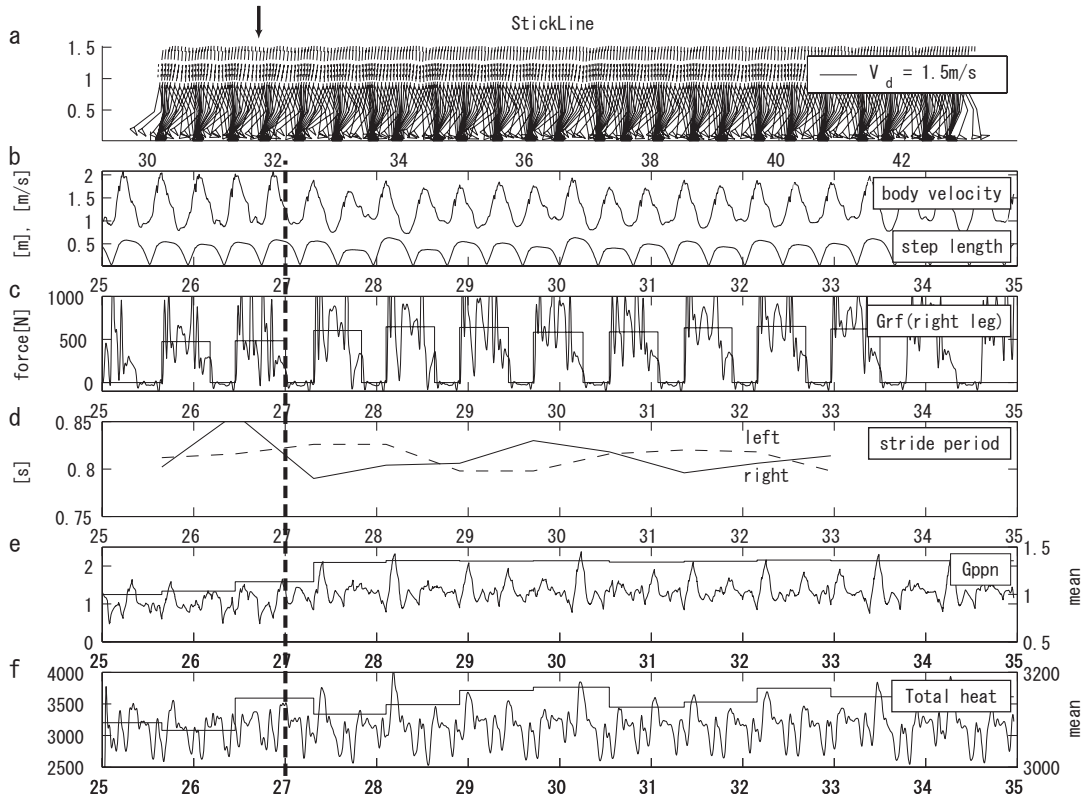 StickLine
a
1.5
1
0.5
V d = 1.5m/s
30 32 34 36 38 40 42
b
[m], [m/s]
2
1.5
1
0.5
body velocity
step length
25 26 27 28 29 30 31 32 33 34 35
c
force[N]
1000
500
0
Grf(right leg)
25 26 27 28 29 30 31 32 33 34 35
d
[s]
0.85
0.8
0.75
left
right
stride period
25 26 27 28 29 30 31 32 33 34 35
e
2
1
0
Gppn
1.5
1
0.5
mean
25 26 27 28 29 30 31 32 33 34 35
f
4000
3500
3000
2500
Total heat
3200
3000
mean
25 26 27 28 29 30 31 32 33 34 35